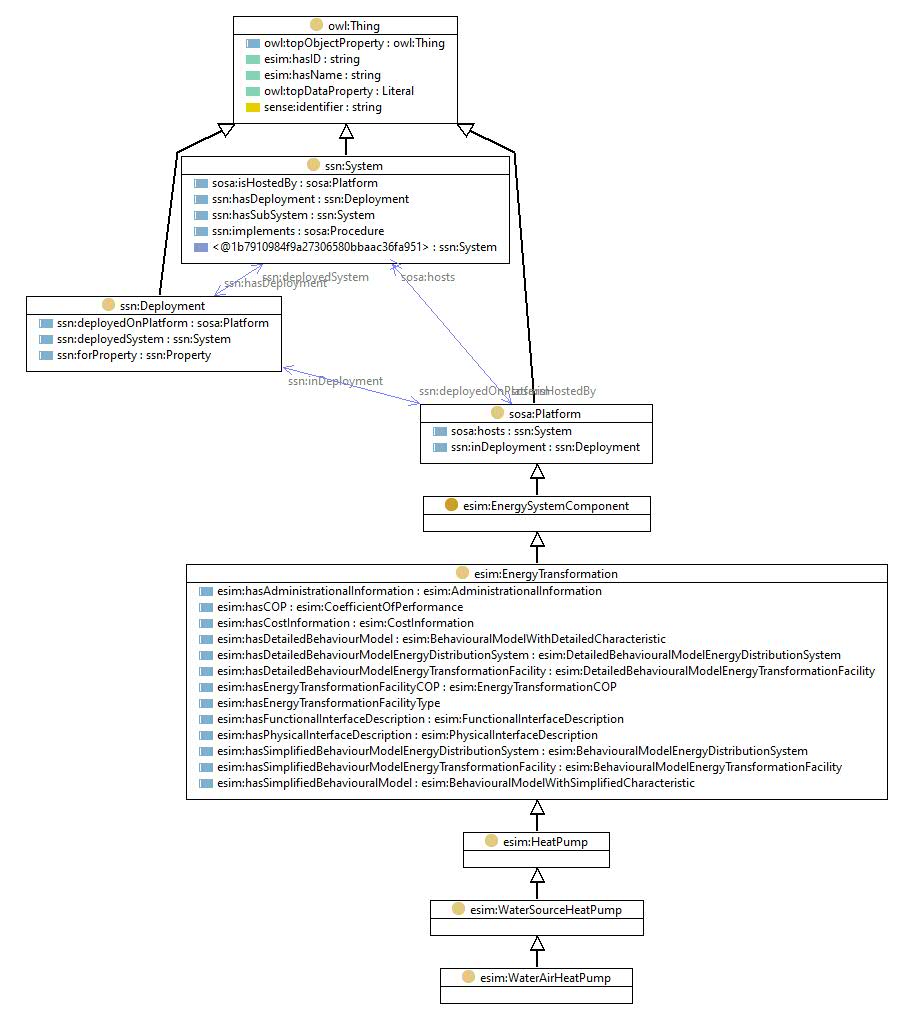 owl:Thing
owl:topObjectProperty : owl:Thing
esim:hasID : string
esim:hasName : string
owl:topDataProperty : Literal
sense:identifier : string
ssn:System
sosa:isHostedBy : sosa:Platform
ssn:hasDeployment : ssn:Deployment
ssn:hasSubSystem : ssn:System
ssn:implements : sosa:Procedure
<@1b7910984f9a27306580bbaac36fa951> : ssn:System
ssn:deployedSystem
sosa:hosts
ssn:hasDeployment
ssn:Deployment
ssn:deployedOnPlatform : sosa:Platform
ssn:deployedSystem : ssn:System
ssn:forProperty : ssn:Property
ssn:inDeployment
ssn:deployedOnPlatform
sosa:isHostedBy
sosa:Platform
sosa:hosts : ssn:System
ssn:inDeployment : ssn:Deployment
esim:EnergySystemComponent
esim:EnergyTransformation
esim:hasAdministrationalInformation : esim:AdministrationalInformation
esim:hasCOP : esim:CoefficientOfPerformance
esim:hasCostInformation : esim:CostInformation
esim:hasDetailedBehaviourModel : esim:BehaviouralModelWithDetailedCharacteristic
esim:hasDetailedBehaviourModelEnergyDistributionSystem : esim:DetailedBehaviouralModelEnergyDistributionSystem
esim:hasDetailedBehaviourModelEnergyTransformationFacility : esim:DetailedBehaviouralModelEnergyTransformationFacility
esim:hasEnergyTransformationFacilityCOP : esim:EnergyTransformationCOP
esim:hasEnergyTransformationFacilityType
esim:hasFunctionalInterfaceDescription : esim:FunctionalInterfaceDescription
esim:hasPhysicalInterfaceDescription : esim:PhysicalInterfaceDescription
esim:hasSimplifiedBehaviourModelEnergyDistributionSystem : esim:BehaviouralModelEnergyDistributionSystem
esim:hasSimplifiedBehaviourModelEnergyTransformationFacility : esim:BehaviouralModelEnergyTransformationFacility
esim:hasSimplifiedBehaviouralModel : esim:BehaviouralModelWithSimplifiedCharacteristic
esim:HeatPump
esim:WaterSourceHeatPump
esim:WaterAirHeatPump